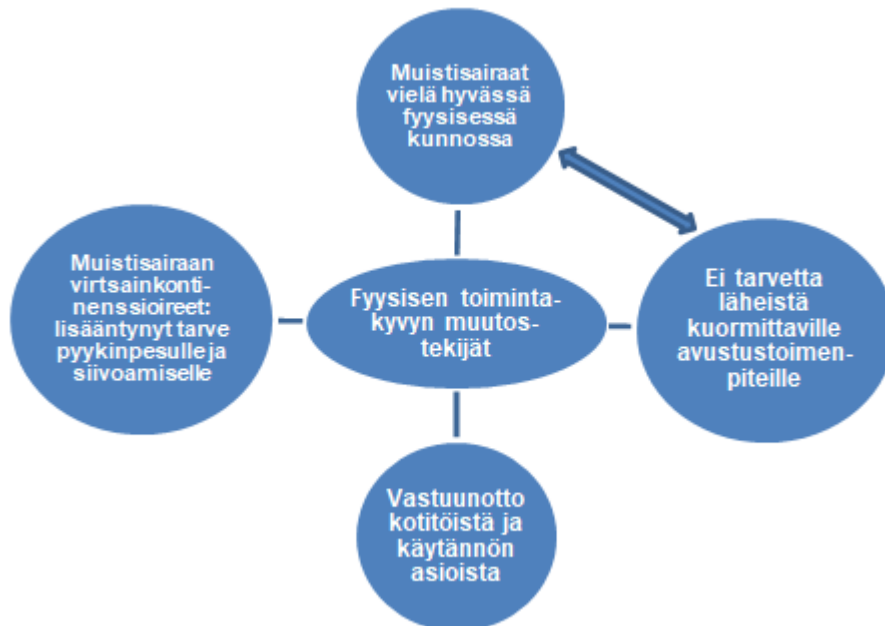 Muistisairaat
vielä hyvässä
fyysisessä
kunnossa
Muistisairaan
virtsainkonti-
nenssioireet:
lisääntynyt tarve
pyykinpesulle ja
siivoamiselle
Fyysisen toiminta-
kyvyn muutos-
tekijät
Ei tarvetta
läheistä
kuormittaville
avustustoimen-
piteille
Vastuunotto
kotitöistä ja
käytännön
asioista